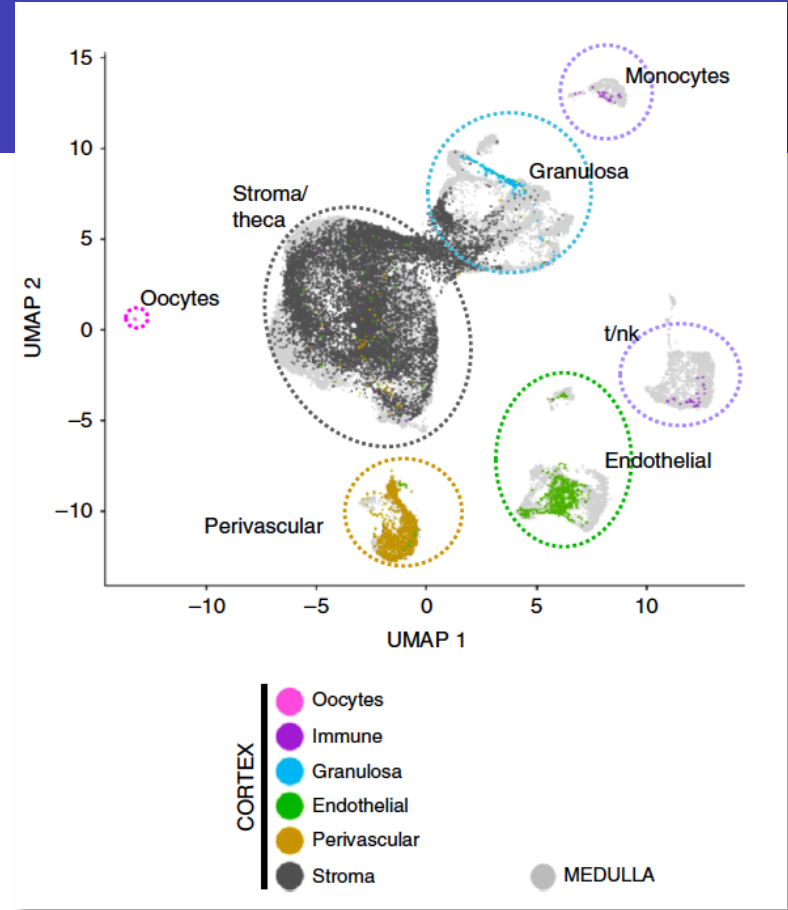 15
Monocytes
10
Granulosa
Stroma/
theca
5
UMAP 2
Oocytes
0
t/nk
−5
Endothelial
−10
Perivascular
−10
−5
0
5
10
UMAP 1
CORTEX
Oocytes
Immune
Granulosa
Endothelial
Perivascular
Stroma
MEDULLA